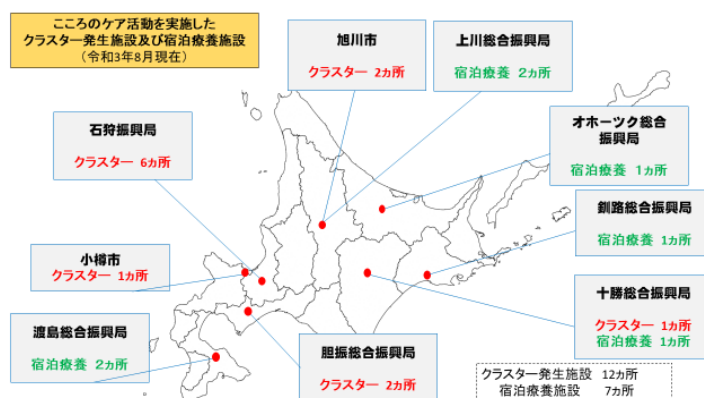 こころのケア活動を実施した
クラスター発生施設及び宿泊療養施設
（令和3年8月現在）
旭川市
クラスター 2ヵ所
上川総合振興局
宿泊療養 2ヵ所
石狩振興局
クラスター 6ヵ所
オホーツク総合
振興局
宿泊療養 1ヵ所
釧路総合振興局
宿泊療養 1ヵ所
小樽市
クラスター 1ヵ所
十勝総合振興局
クラスター 1ヵ所
宿泊療養 1ヵ所
渡島総合振興局
宿泊療養 2ヵ所
胆振総合振興局
クラスター 2ヵ所
クラスター発生施設 12ヵ所
宿泊療養施設 7ヵ所